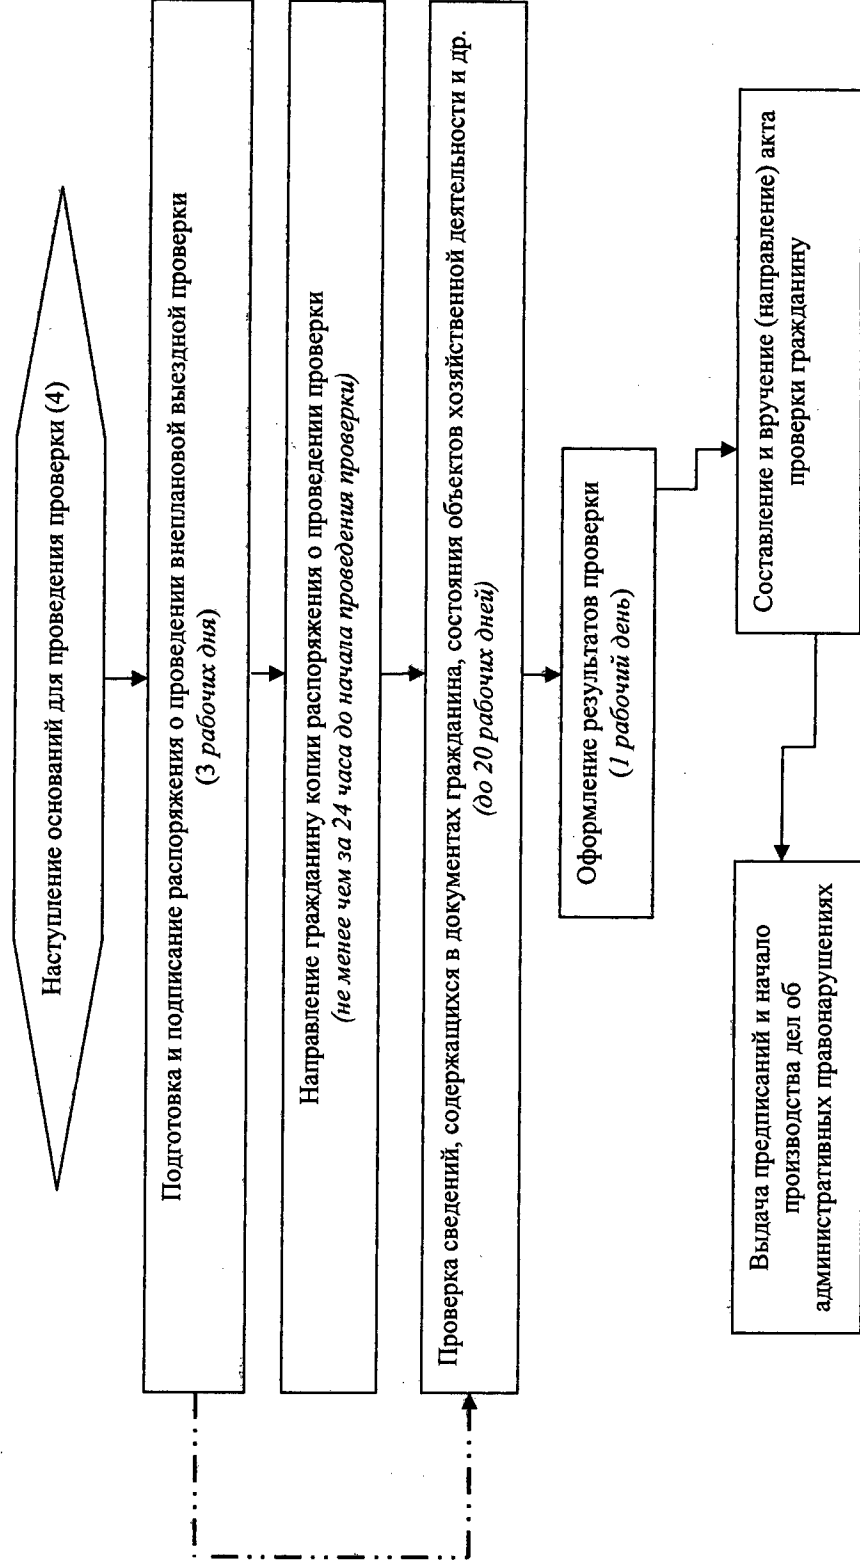 Наступление оснований для проведения проверки (4)
Подготовка и подписание распоряжения о проведении внеплановой выездной проверки
(3 рабочих дня)
Направление гражданину копии распоряжения о проведении проверки
(не менее чем за 24 часа до начала проведения проверки)
Проверка сведений, содержащихся в документах гражданина, состояния объектов хозяйственной деятельности и др.
(до 20 рабочих дней)
Оформление результатов проверки
(1 рабочий день)
Составление и вручение (направление) акта
проверки гражданину
Выдача предписаний и начало
производства дел об
административных правонарушениях